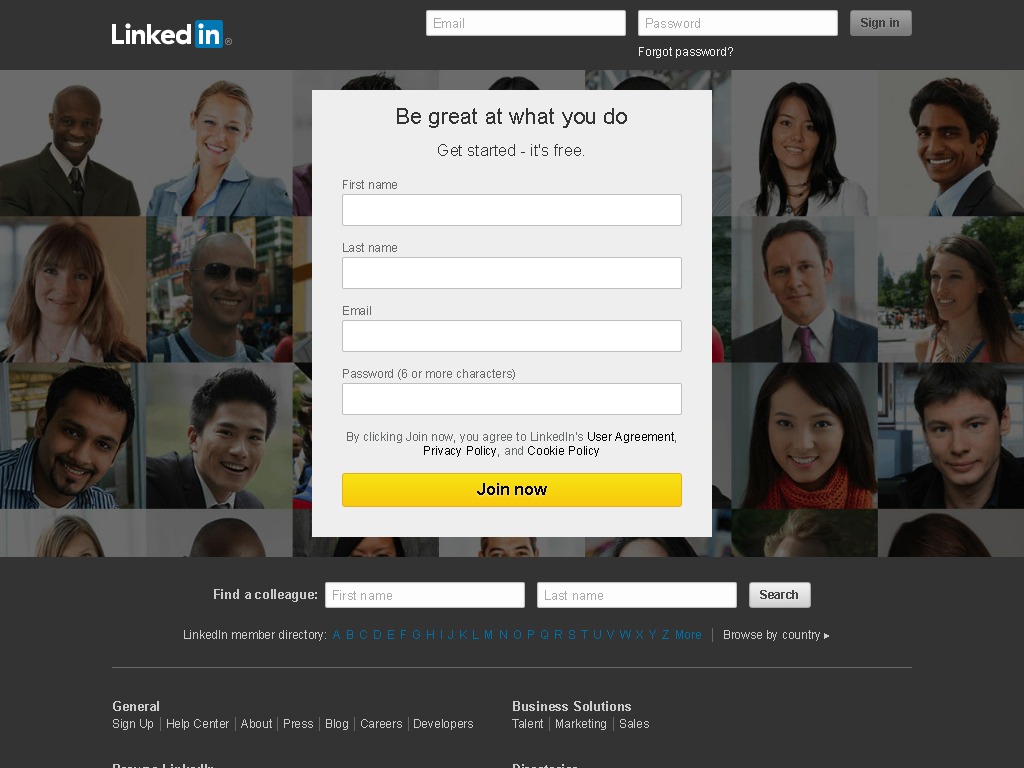 Linked in ®
Email
Password
Sign in
Forgot password?
Be great at what you do
Get started - it's free.
First name
Last name
Email
Password (6 or more characters)
By clicking Join now, you agree to LinkedIn's User Agreement,
Privacy Policy, and Cookie Policy
Join now
Find a colleague: First name Last name Search
LinkedIn member directory: A B C D E F G H I J K L M N O P Q R S T U V W X Y Z More | Browse by country ▸
General
Sign Up | Help Center | About | Press | Blog | Careers | Developers
Business Solutions
Talent | Marketing | Sales